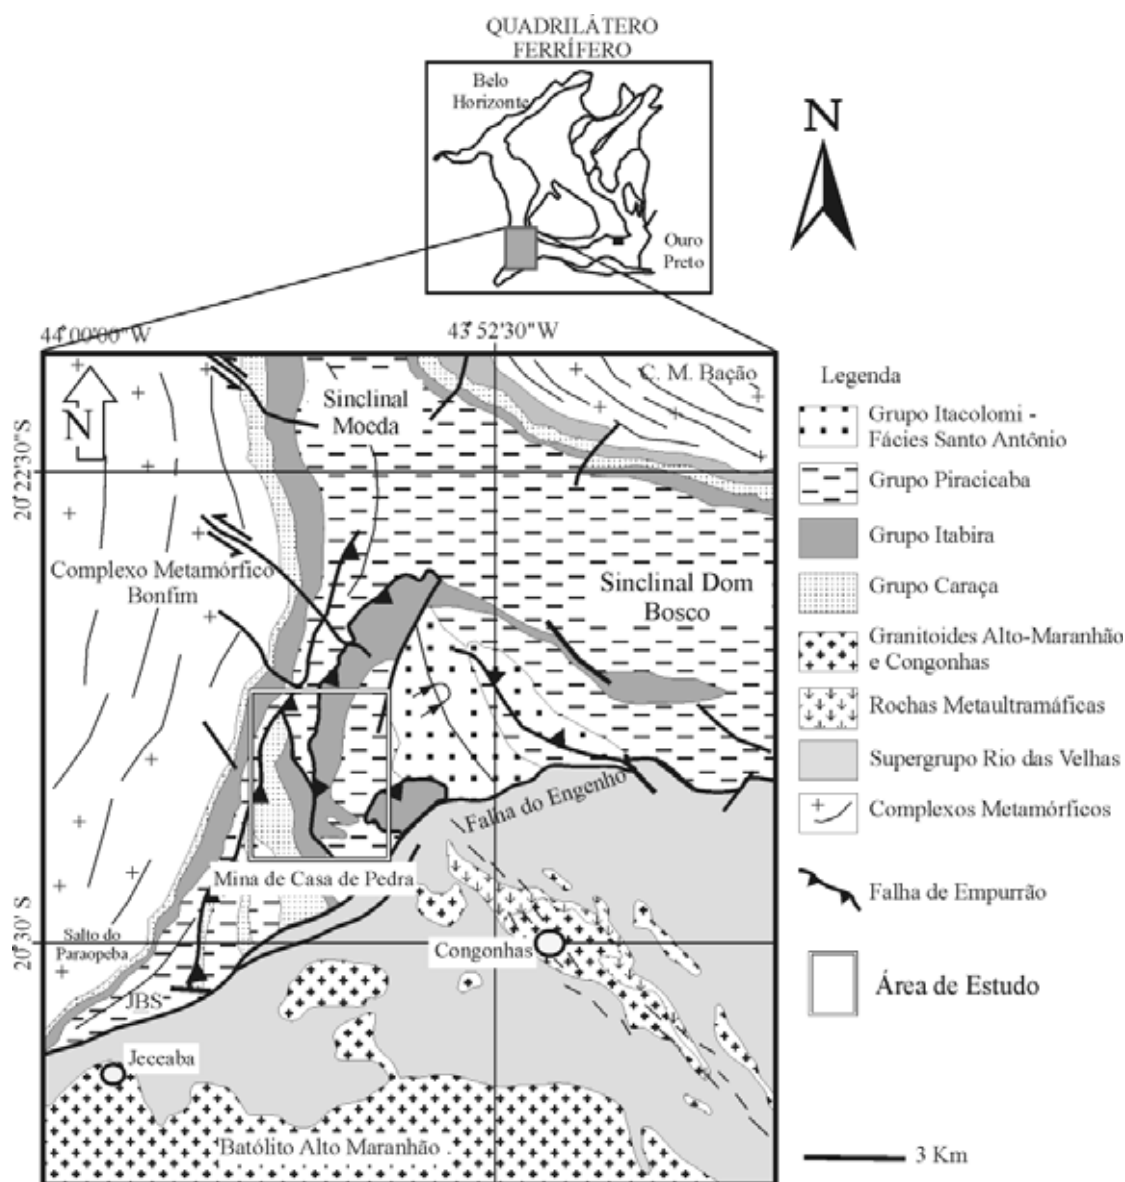 QUADRILÁTERO
FERRÍFERO
Belo
Horizonte
Ouro
Preto
N
44°00'00"W
43°52'30"W
20°22'30"S
20°30'S
N
C. M. Bação
Sinclinal
Moeda
Complexo Metamórfico
Bonfim
Sinclinal Dom
Bosco
Falha do Engenho
Mina de Casa de Pedra
Salto do
Paraopeba
Congonhas
JBS
Jeceaba
Batólito Alto Maranhão
Legenda
Grupo Itacolomi -
Fácies Santo Antônio
Grupo Piracicaba
Grupo Itabira
Grupo Caraça
Granitoides Alto-Maranhão
e Congonhas
Rochas Metaultramáficas
Supergrupo Rio das Velhas
Complexos Metamórficos
Falha de Empurrão
Área de Estudo
3 Km